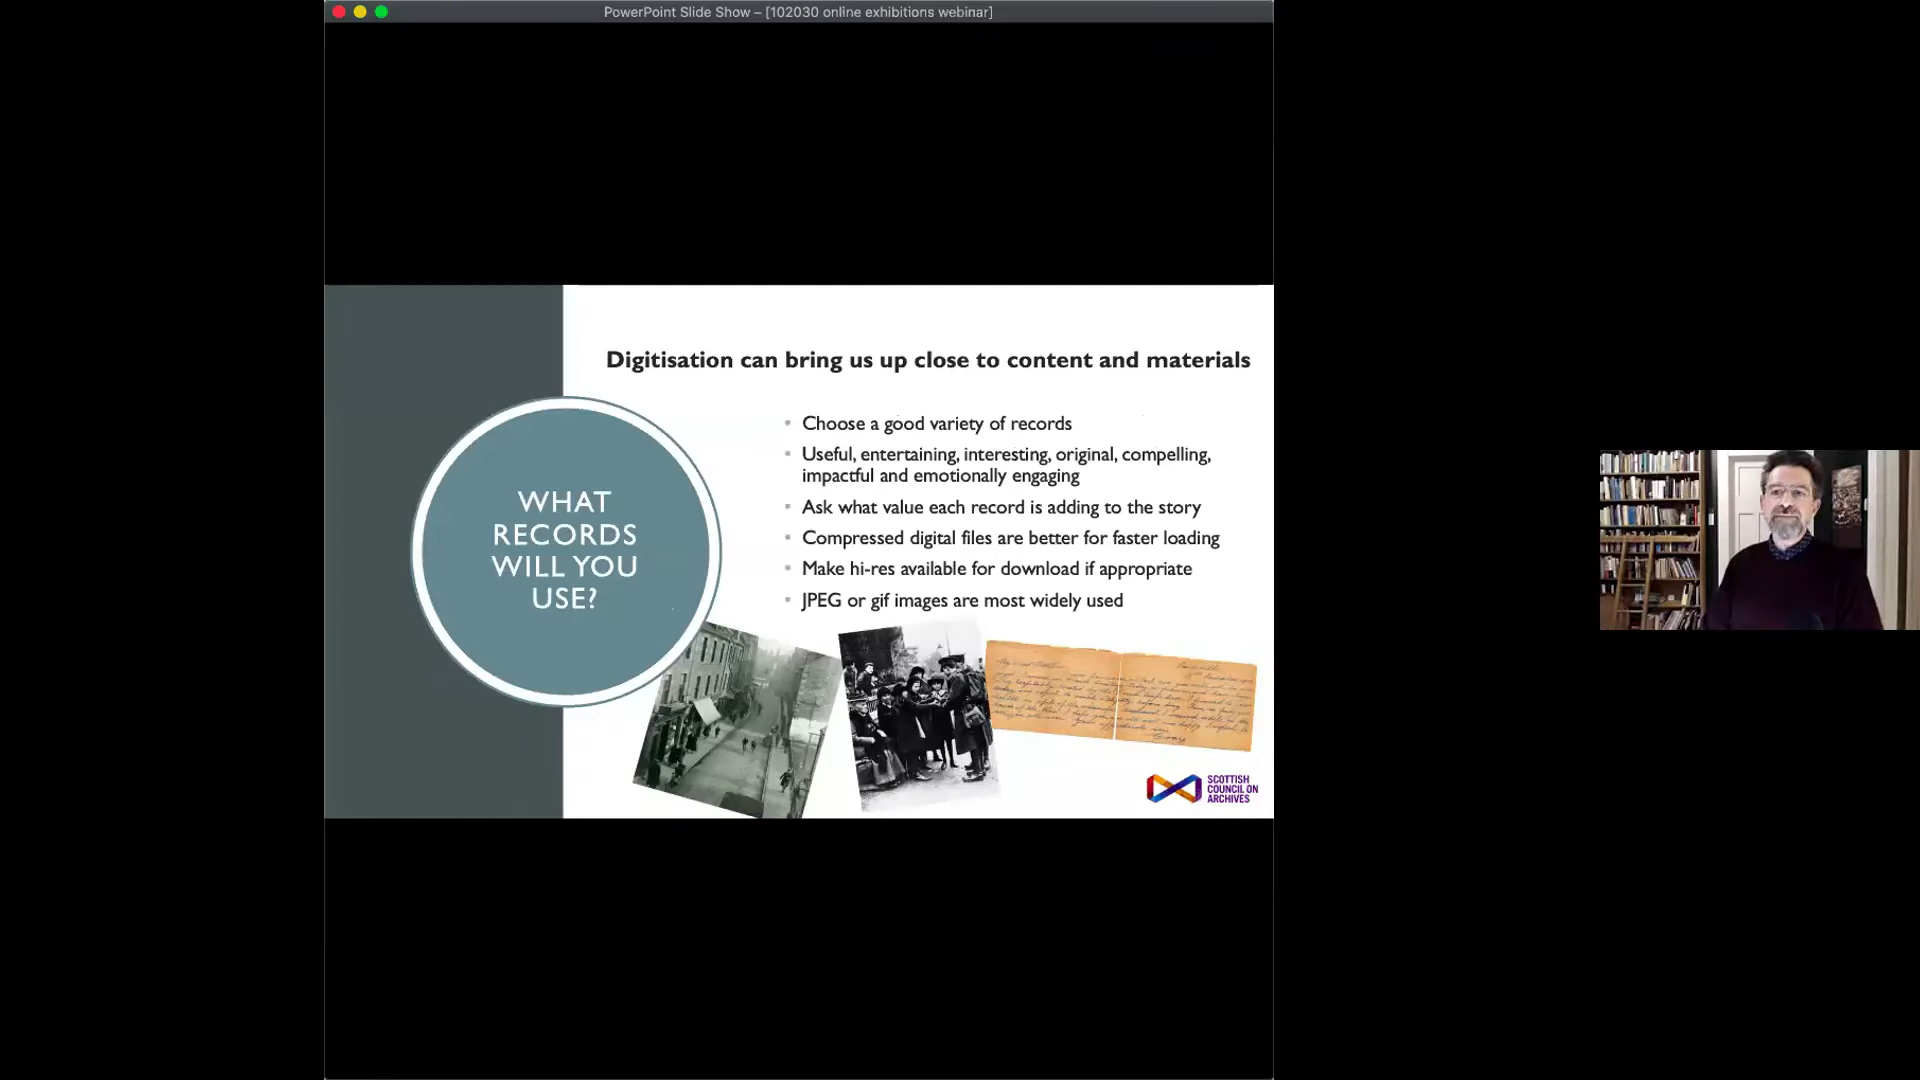 PowerPoint Slide Show – [102030 online exhibitions webinar]
Digitisation can bring us up close to content and materials
WHAT
RECORDS
WILL YOU
USE?
Choose a good variety of records
Useful, entertaining, interesting, original, compelling,
impactful and emotionally engaging
Ask what value each record is adding to the story
Compressed digital files are better for faster loading
Make hi-res available for download if appropriate
JPEG or gif images are most widely used
SCOTTISH
COUNCIL ON
ARCHIVES